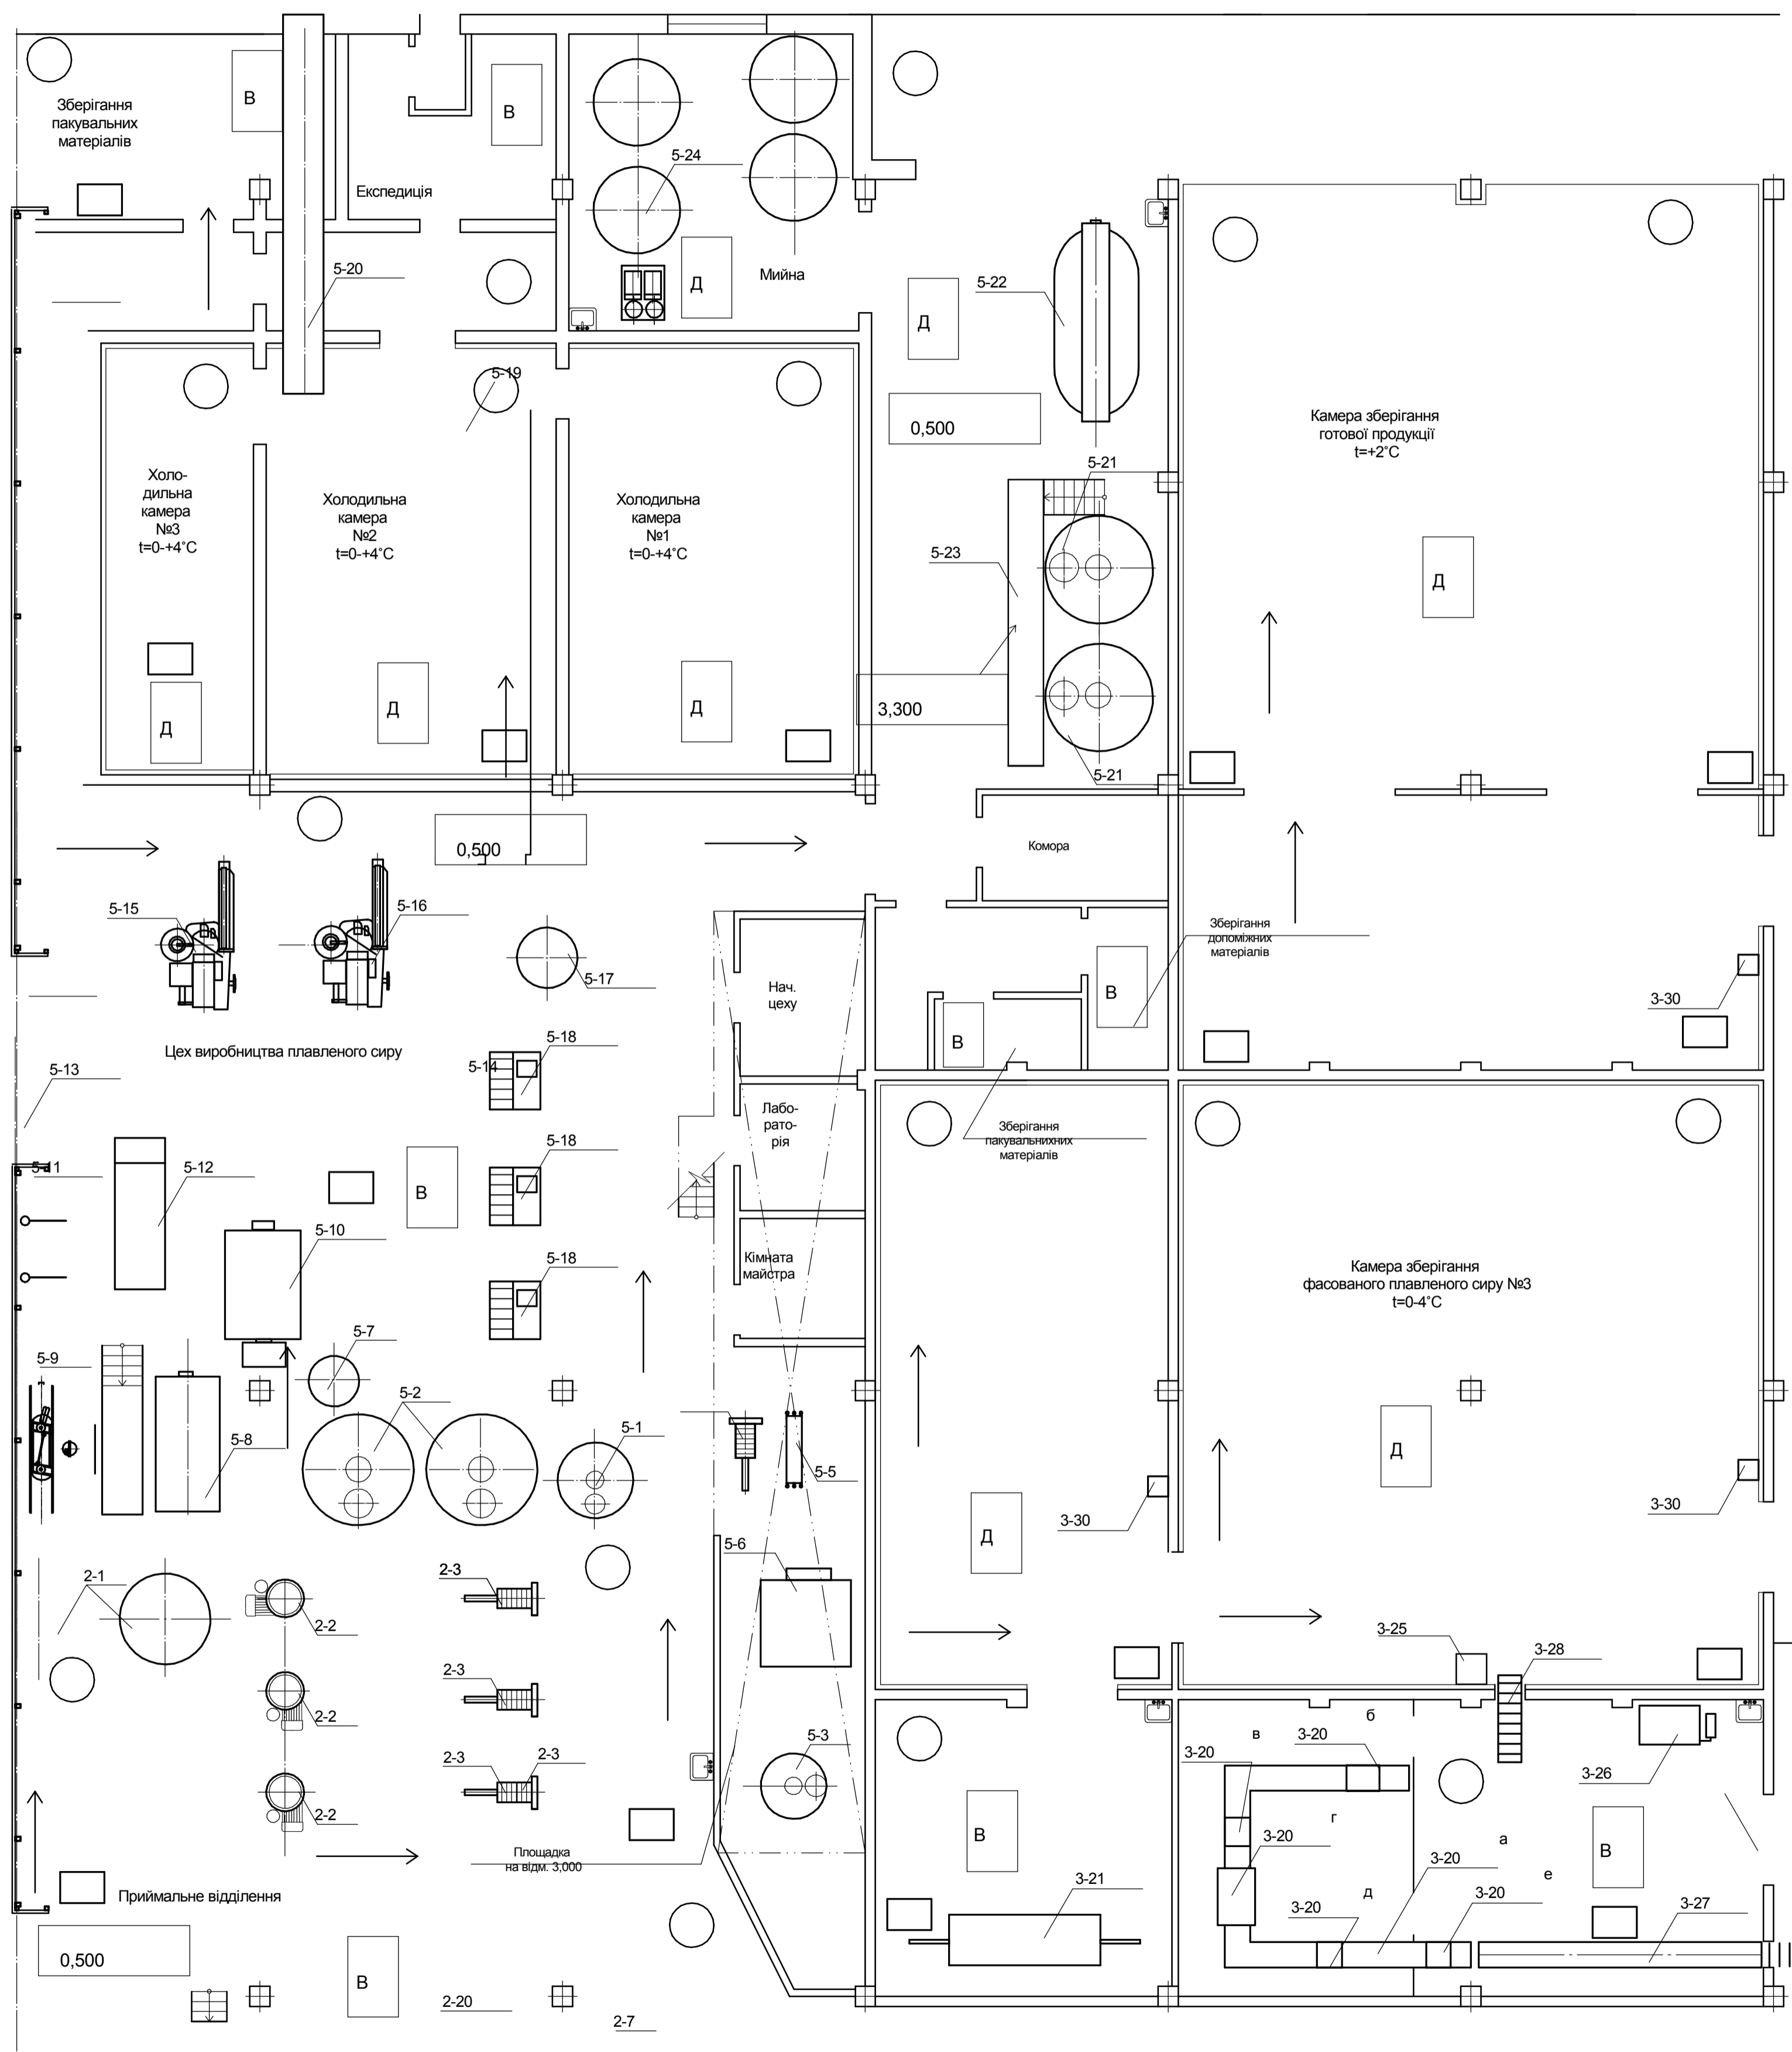 Зберігання
пакувальних
матеріалів
В
В
Експедиція
5-24
5-20
Д
Мийна
Д
5-22
5-19
0,500
Камера зберігання
готової продукції
t=+2˚С
Холо-
дильна
камера
№3
t=0-+4˚С
Холодильна
камера
№2
t=0-+4˚С
Холодильна
камера
№1
t=0-+4˚С
5-21
5-23
Д
Д
Д
Д
3,300
5-21
0,500
Комора
5-15
5-16
5-17
Нач.
цеху
Зберігання
допоміжних
матеріалів
В
В
3-30
Цех виробництва плавленого сиру
5-14
5-18
5-13
Лабо-
рато-
рія
Зберігання
пакувальнихних
матеріалів
5-11
5-12
В
5-18
5-10
5-18
Кімната
майстра
Камера зберігання
фасованого плавленого сиру №3
t=0-4˚С
5-7
5-9
5-2
5-1
5-8
5-5
Д
Д
3-30
3-30
5-6
2-1
2-3
2-2
3-25
3-28
2-3
2-2
б
в
5-3
3-20
3-20
2-3
2-3
3-26
2-2
г
3-20
а
В
В
Площадка
на відм. 3,000
3-20
е
3-21
д
3-20
3-20
3-27
Приймальне відділення
0,500
В
2-20
2-7